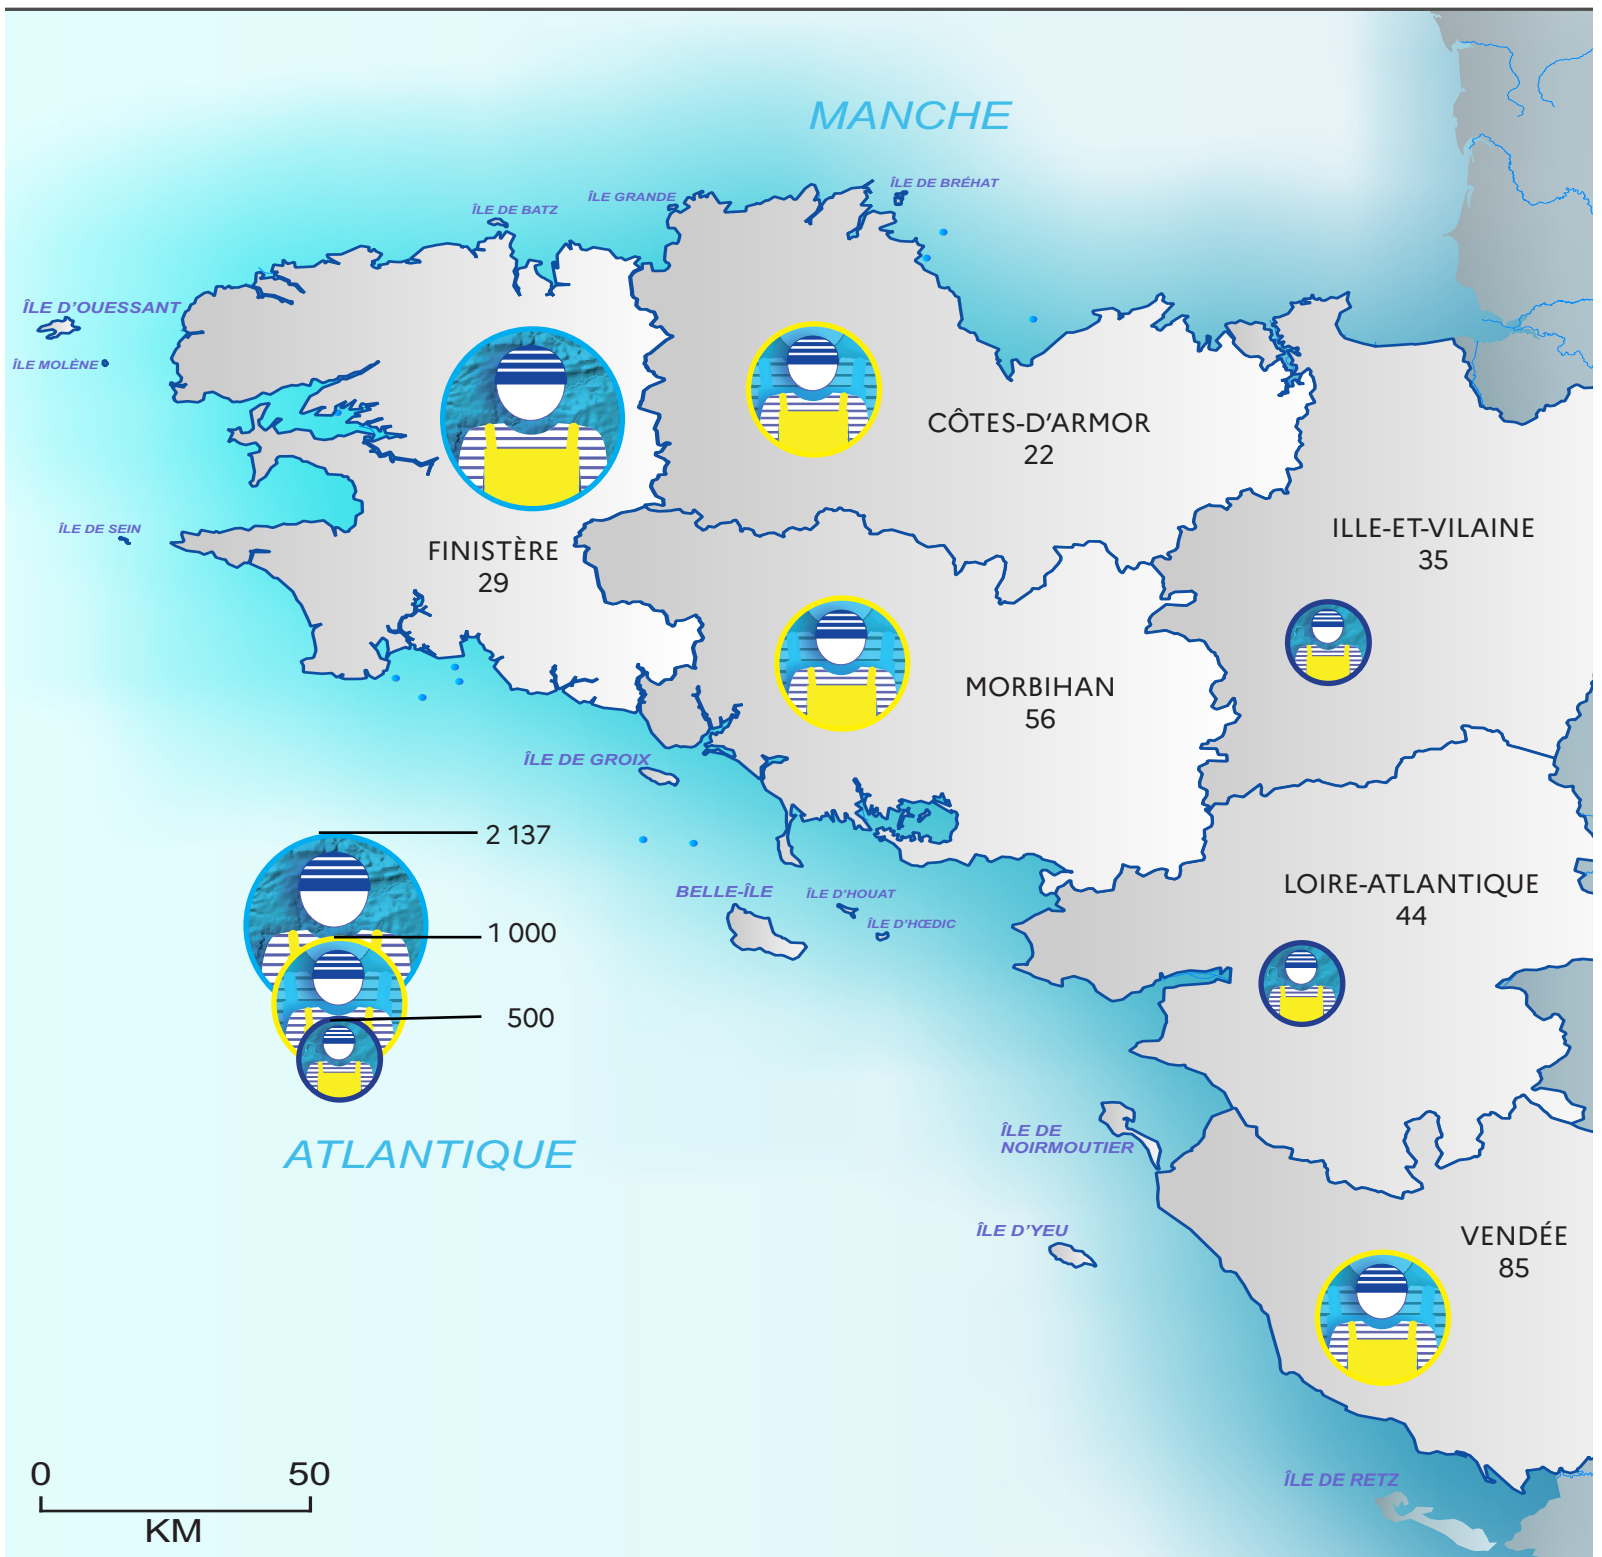 MANCHE
ÎLE DE BRÉHAT
ÎLE GRANDE
ÎLE DE BATZ
ÎLE D'OUESSANT
ÎLE MOLÈNE
CÔTES-D'ARMOR
22
ÎLE DE SEIN
FINISTÈRE
29
ILLE-ET-VILAINE
35
MORBIHAN
56
ÎLE DE GROIX
2 137
1 000
500
BELLE-ÎLE
ÎLE D'HOUAT
ÎLE D'HŒDIC
LOIRE-ATLANTIQUE
44
ATLANTIQUE
ÎLE DE
NOIRMOUTIER
ÎLE D'YEU
VENDÉE
85
ÎLE DE RETZ
0 50
KM